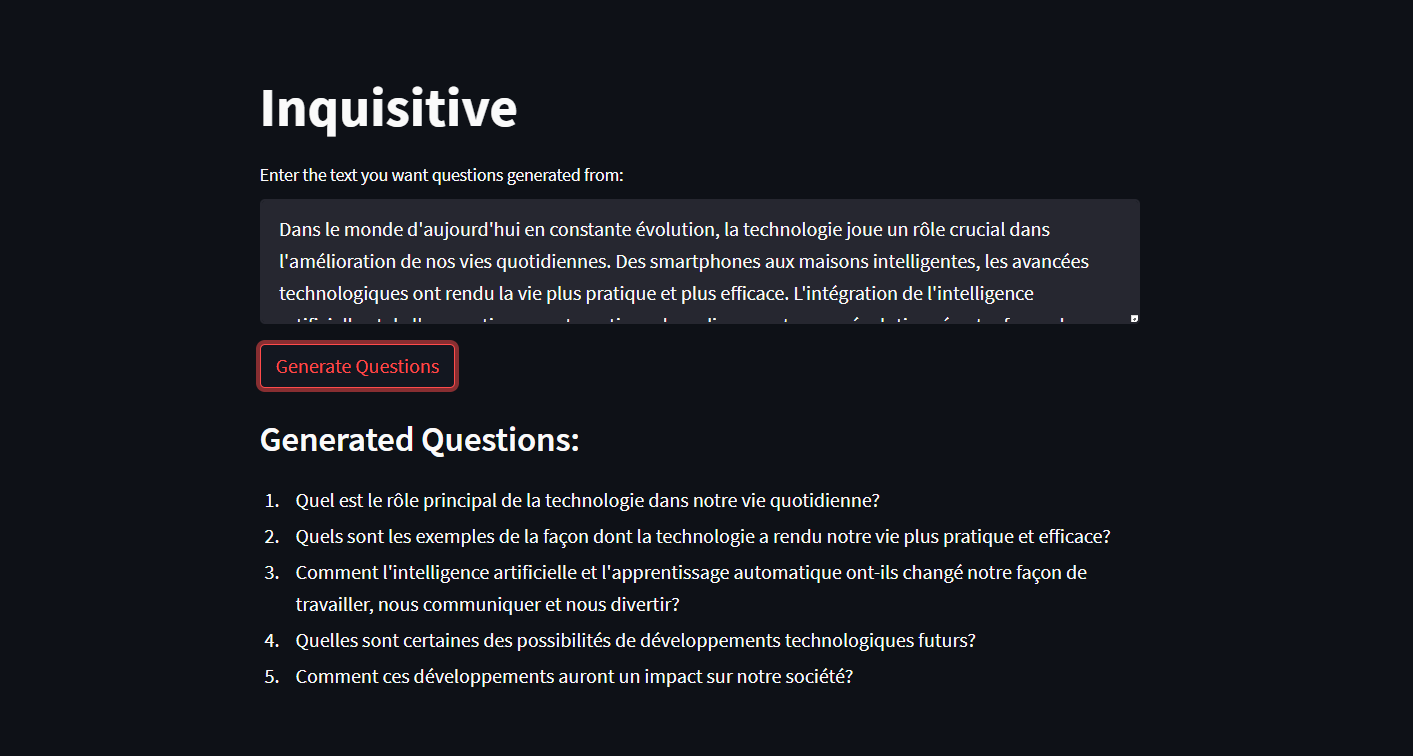 Inquisitive
Enter the text you want questions generated from:
Dans le monde d'aujourd'hui en constante évolution, la technologie joue un rôle crucial dans
l'amélioration de nos vies quotidiennes. Des smartphones aux maisons intelligentes, les avancées
technologiques ont rendu la vie plus pratique et plus efficace. L'intégration de l'intelligence
Generate Questions
Generated Questions:
1. Quel est le rôle principal de la technologie dans notre vie quotidienne?
2. Quels sont les exemples de la façon dont la technologie a rendu notre vie plus pratique et efficace?
3. Comment l'intelligence artificielle et l'apprentissage automatique ont-ils changé notre façon de
travailler, nous communiquer et nous divertir?
4. Quelles sont certaines des possibilités de développements technologiques futurs?
5. Comment ces développements auront un impact sur notre société?